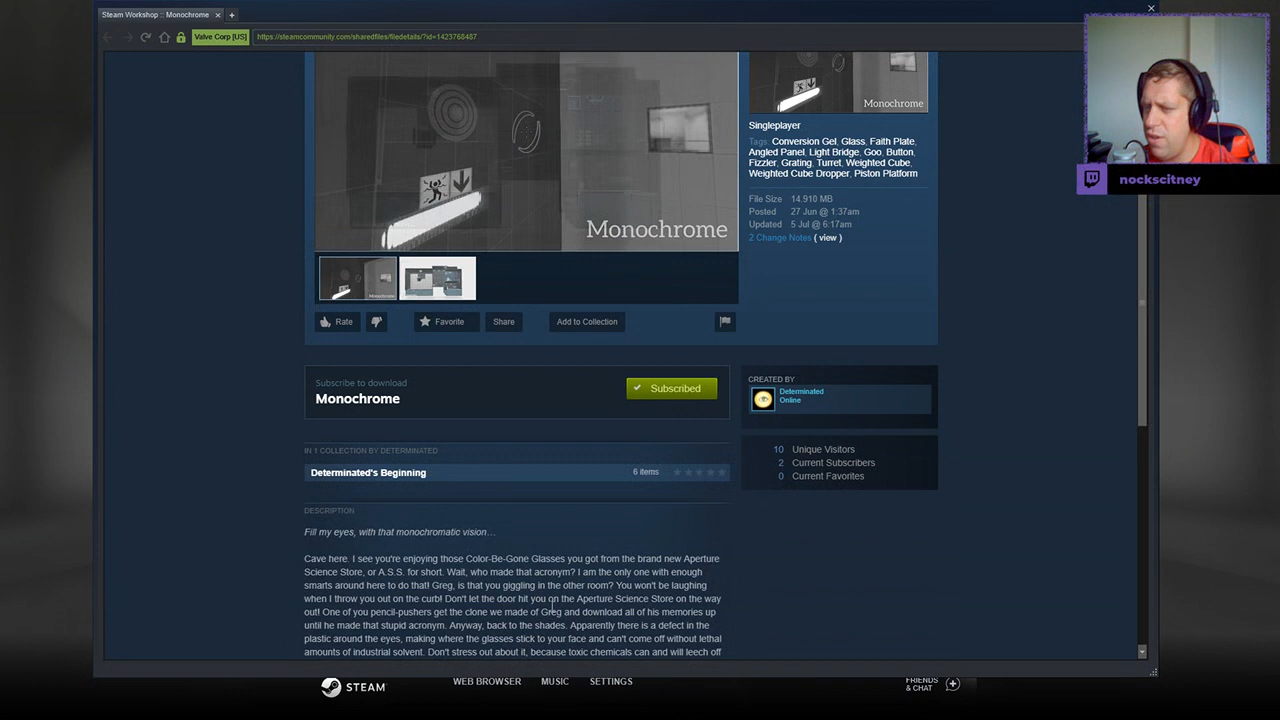 Steam Workshop :: Monochrome
Valve Corp [US]
https://steamcommunity.com/sharedfiles/filedetails/?id=1423768487
Monochrome
Monochrome
Singleplayer
Tags: Conversion Gel, Glass, Faith Plate,
Angled Panel, Light Bridge, Goo, Button,
Fizzler, Grating, Turret, Weighted Cube,
Weighted Cube Dropper, Piston Platform
File Size 14.910 MB
Posted 27 Jun @ 1:37am
Updated 5 Jul @ 6:17am
2 Change Notes ( view )
nockscitney
Rate
Favorite
Share
Add to Collection
Subscribe to download
Monochrome
Subscribed
CREATED BY
Determinated
Online
10 Unique Visitors
2 Current Subscribers
0 Current Favorites
IN 1 COLLECTION BY DETERMINATED
Determinated's Beginning 6 items
DESCRIPTION
Fill my eyes, with that monochromatic vision…
Cave here. I see you're enjoying those Color-Be-Gone Glasses you got from the brand new Aperture
Science Store, or A.S.S. for short. Wait, who made that acronym? I am the only one with enough
smarts around here to do that! Greg, is that you giggling in the other room? You won't be laughing
when I throw you out on the curb! Don't let the door hit you on the Aperture Science Store on the way
out! One of you pencil-pushers get the clone we made of Greg and download all of his memories up
until he made that stupid acronym. Anyway, back to the shades. Apparently there is a defect in the
plastic around the eyes, making where the glasses stick to your face and can't come off without lethal
amounts of industrial solvent. Don't stress out about it, because toxic chemicals can and will leech off
STEAM
WEB BROWSER
MUSIC
SETTINGS
FRIENDS
& CHAT